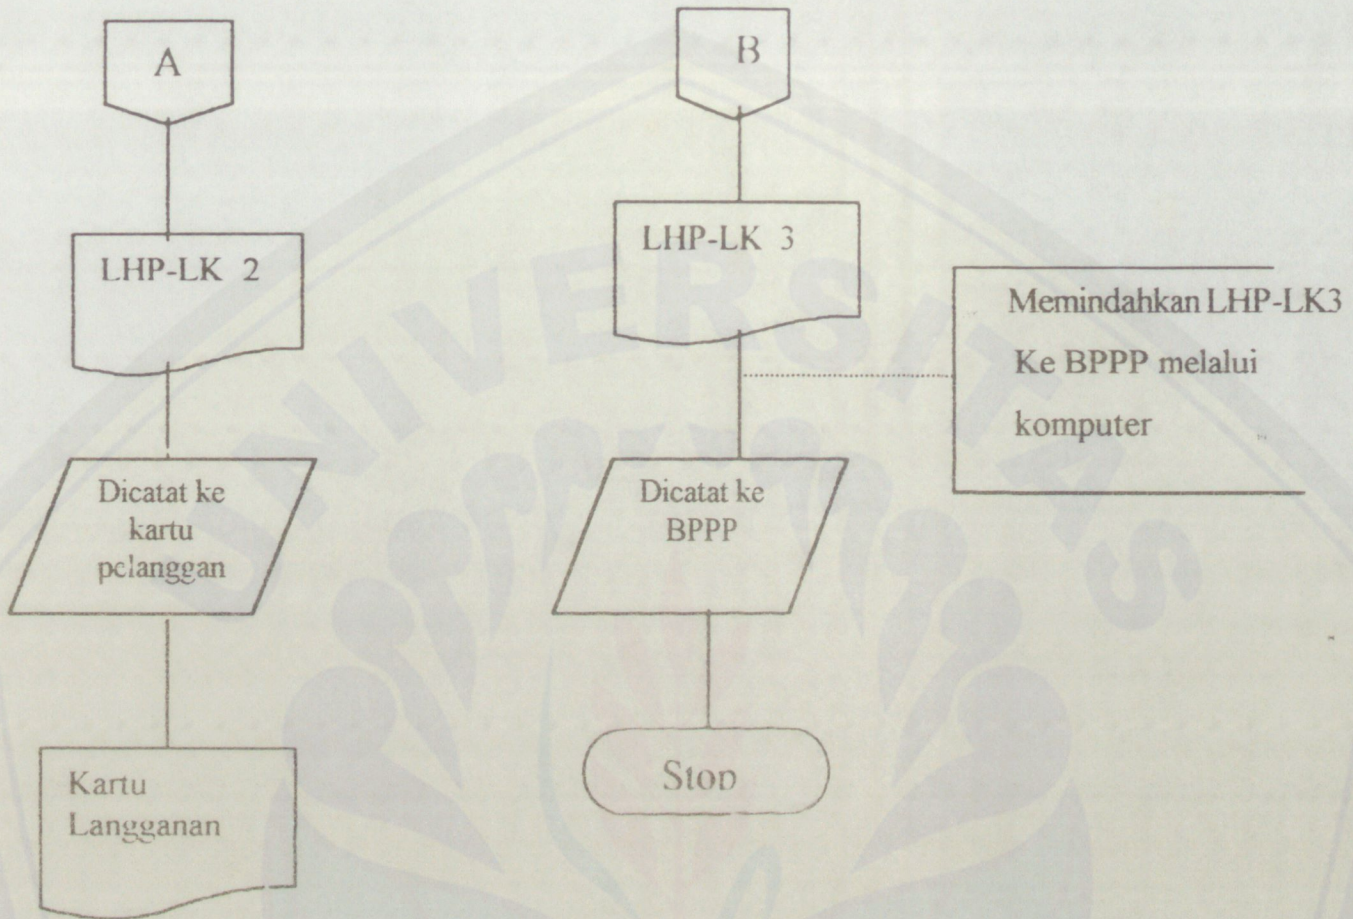 A
LHP-LK 2
Dicatat ke
kartu
pelanggan
Kartu
Langganan
B
LHP-LK 3
Memindahkan LHP-LK3
Ke BPPP melalui
komputer
Dicatat ke
BPPP
Stop
UNIVERSITAS